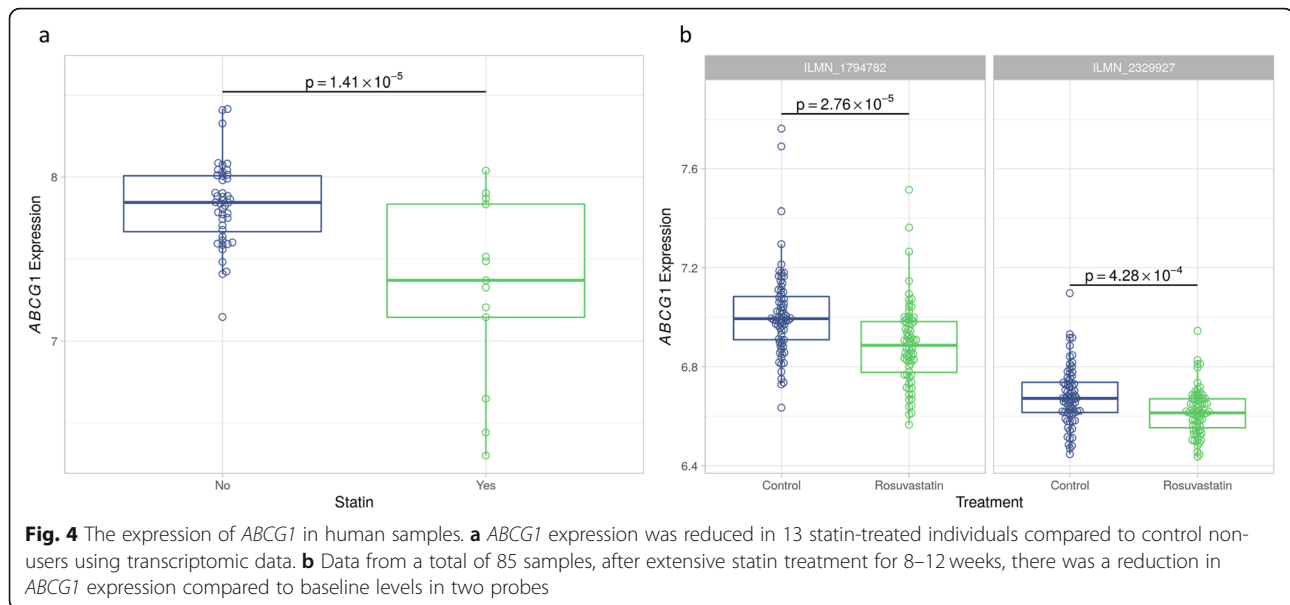 a
b
ILMN_1794782
ILMN_2329927
p = 1.41 × 10⁻⁵
p = 2.76 × 10⁻⁵
p = 4.28 × 10⁻⁴
ABCG1 Expression
8
7
No
Yes
Statin
ABCG1 Expression
7.6
7.2
6.8
6.4
Control
Rosuvastatin
Control
Rosuvastatin
Treatment
Fig. 4 The expression of ABCG1 in human samples. a ABCG1 expression was reduced in 13 statin-treated individuals compared to control non-
users using transcriptomic data. b Data from a total of 85 samples, after extensive statin treatment for 8–12 weeks, there was a reduction in
ABCG1 expression compared to baseline levels in two probes